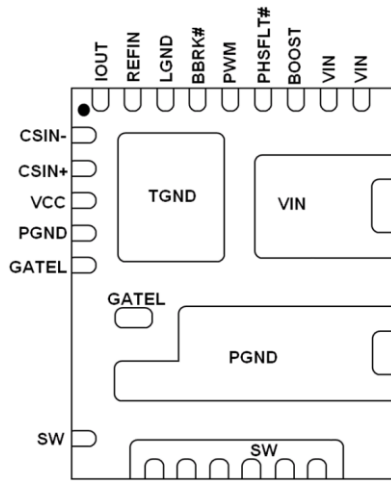 IOUT
REFIN
LGND
BBRK#
PWM
PHSFLT#
BOOST
VIN
VIN
CSIN-
CSIN+
VCC
PGND
GATEL
TGND
VIN
GATEL
PGND
SW
SW